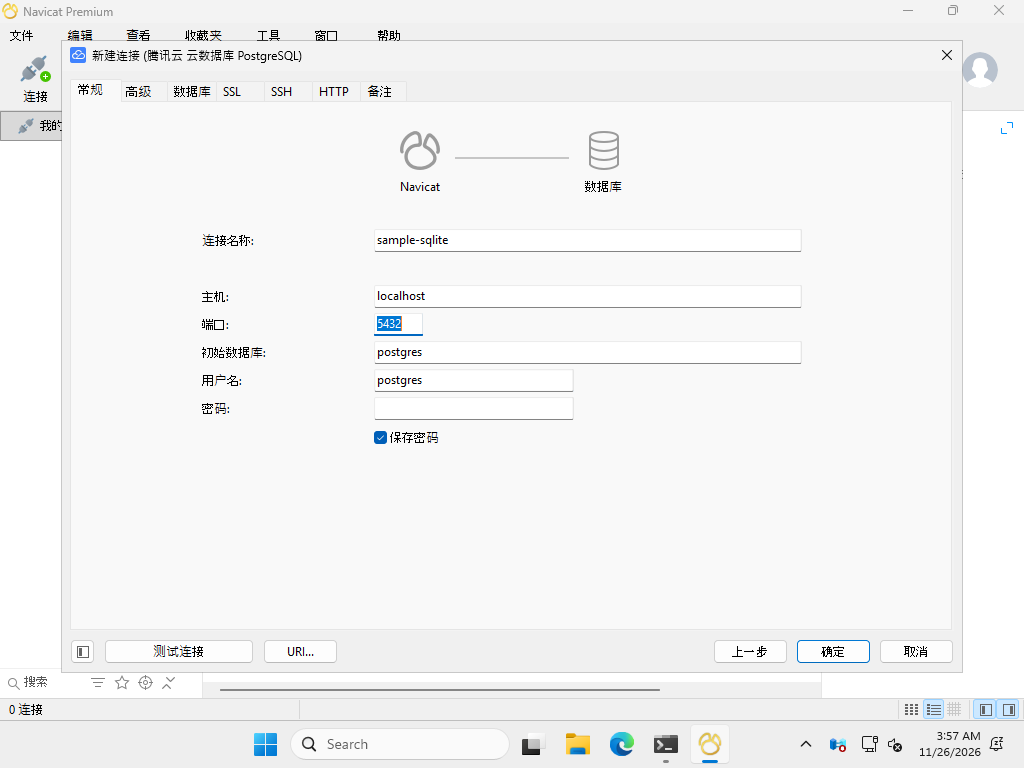 Navicat Premium
文件 编辑 查看 收藏夹 工具 窗口 帮助
新建连接 (腾讯云 云数据库 PostgreSQL)
连接
我的
常规 高级 数据库 SSL SSH HTTP 备注
Navicat 数据库
连接名称: sample-sqlite
主机: localhost
端口: 5432
初始数据库: postgres
用户名: postgres
密码:
保存密码
测试连接 URI... 上一步 确定 取消
搜索
0 连接
Search
3:57 AM
11/26/2026